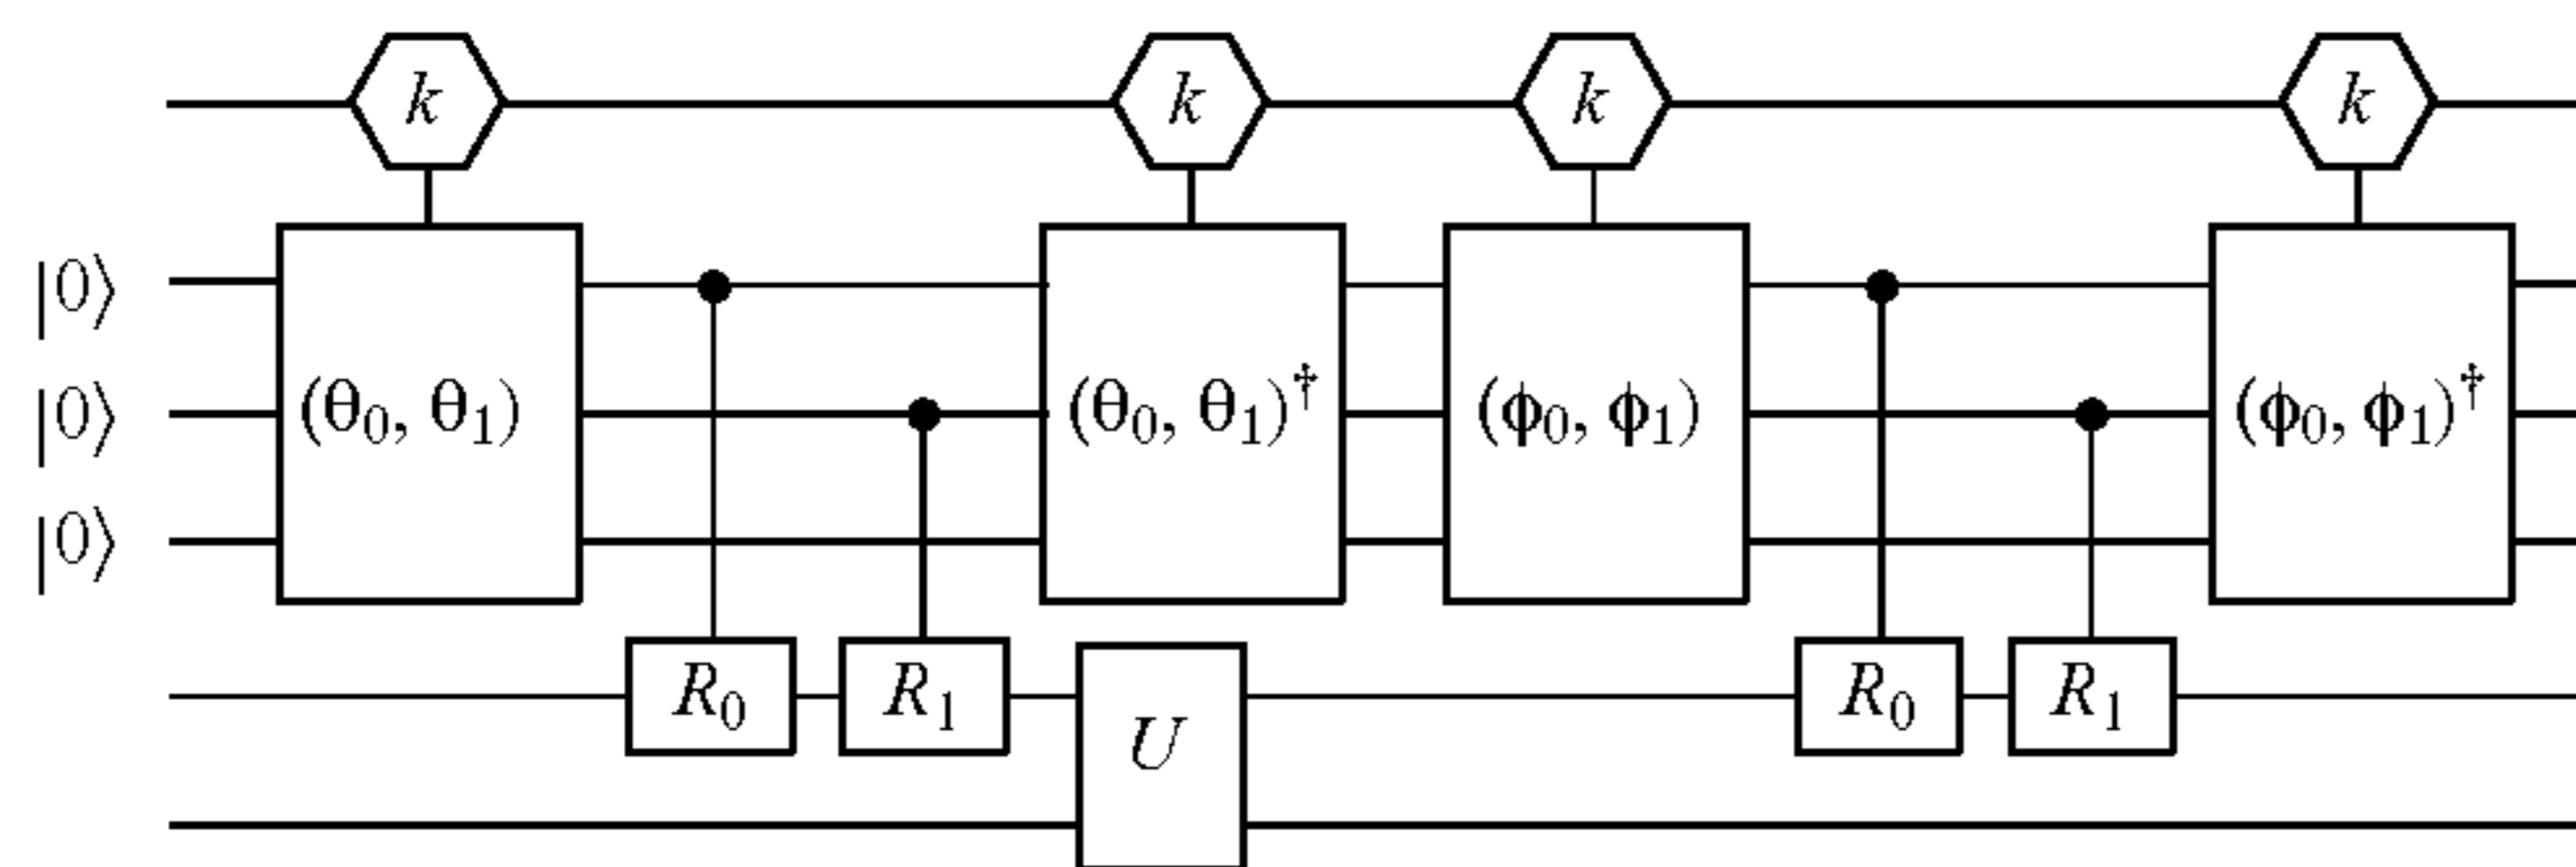 k k k k
|0⟩
|0⟩ (θ₀, θ₁) (θ₀, θ₁)† (ϕ₀, ϕ₁) (ϕ₀, ϕ₁)†
|0⟩
R₀ R₁ U R₀ R₁